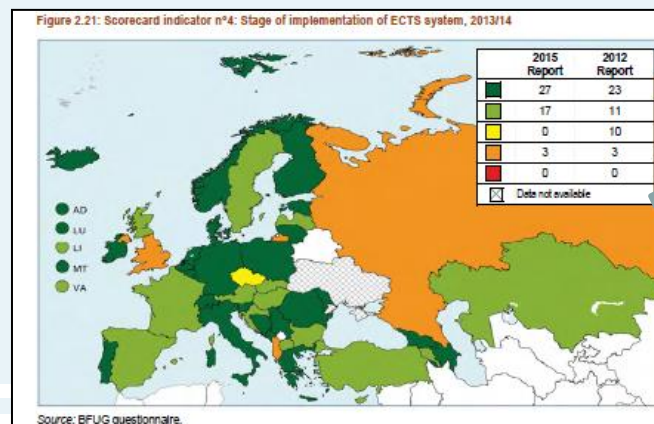 Figure 2.21: Scorecard indicator nº4: Stage of implementation of ECTS system, 2013/14
2015 Report 2012 Report
27 23
17 11
0 10
3 3
0 0
Data not available
AD
LU
LI
MT
VA
Source: BFUG questionnaire.